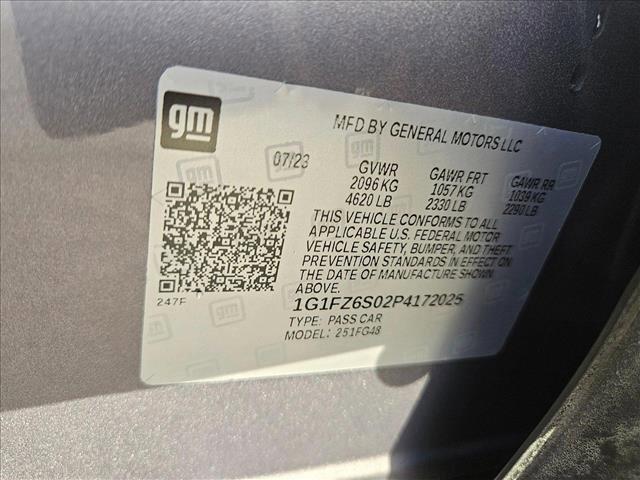 gm
MFD BY GENERAL MOTORS LLC
07/23
GVWR GAWR FRT GAWR RR
2096 KG 1057 KG 1039 KG
4620 LB 2330 LB 2290 LB
THIS VEHICLE CONFORMS TO ALL
APPLICABLE U.S. FEDERAL MOTOR
VEHICLE SAFETY, BUMPER, AND THEFT
PREVENTION STANDARDS IN EFFECT ON
THE DATE OF MANUFACTURE SHOWN
ABOVE.
247F
1G1FZ6S02P4172025
TYPE: PASS CAR
MODEL: 251FG48